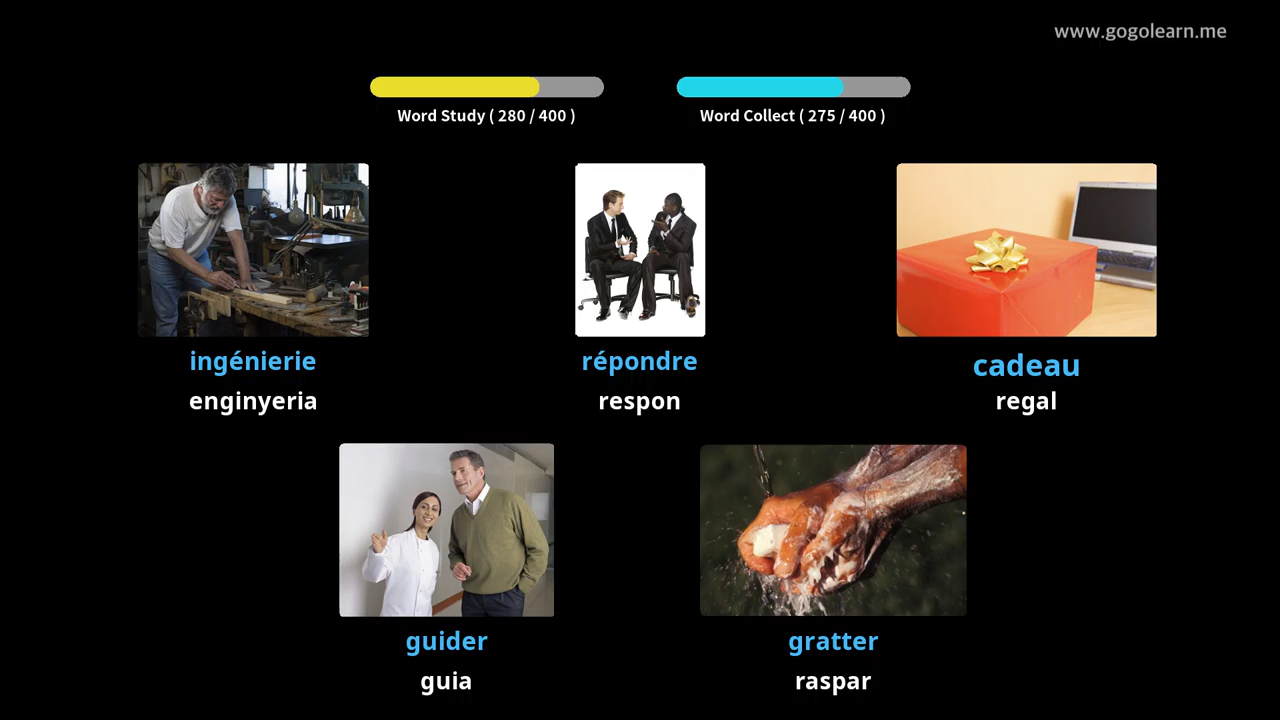 www.gogolearn.me
Word Study ( 280 / 400 )
Word Collect ( 275 / 400 )
ingénierie
enginyeria
répondre
respon
cadeau
regal
guider
guia
gratter
raspar